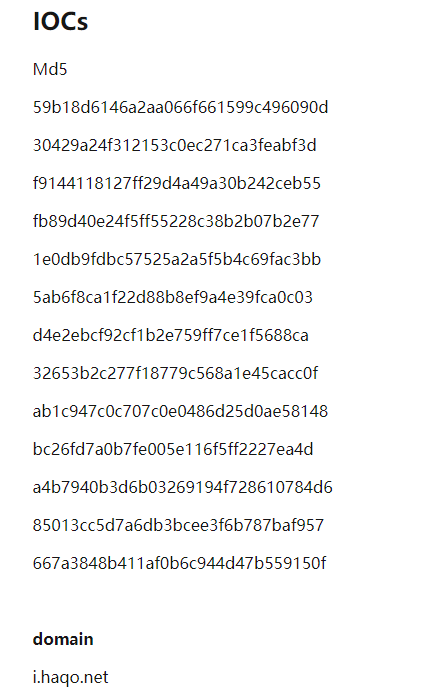 IOCs
Md5
59b18d6146a2aa066f661599c496090d
30429a24f312153c0ec271ca3feabf3d
f9144118127ff29d4a49a30b242ceb55
fb89d40e24f5ff55228c38b2b07b2e77
1e0db9fdbc57525a2a5f5b4c69fac3bb
5ab6f8ca1f22d88b8ef9a4e39fca0c03
d4e2ebcf92cf1b2e759ff7ce1f5688ca
32653b2c277f18779c568a1e45cacc0f
ab1c947c0c707c0e0486d25d0ae58148
bc26fd7a0b7fe005e116f5ff2227ea4d
a4b7940b3d6b03269194f728610784d6
85013cc5d7a6db3bcee3f6b787baf957
667a3848b411af0b6c944d47b559150f
domain
i.haqo.net